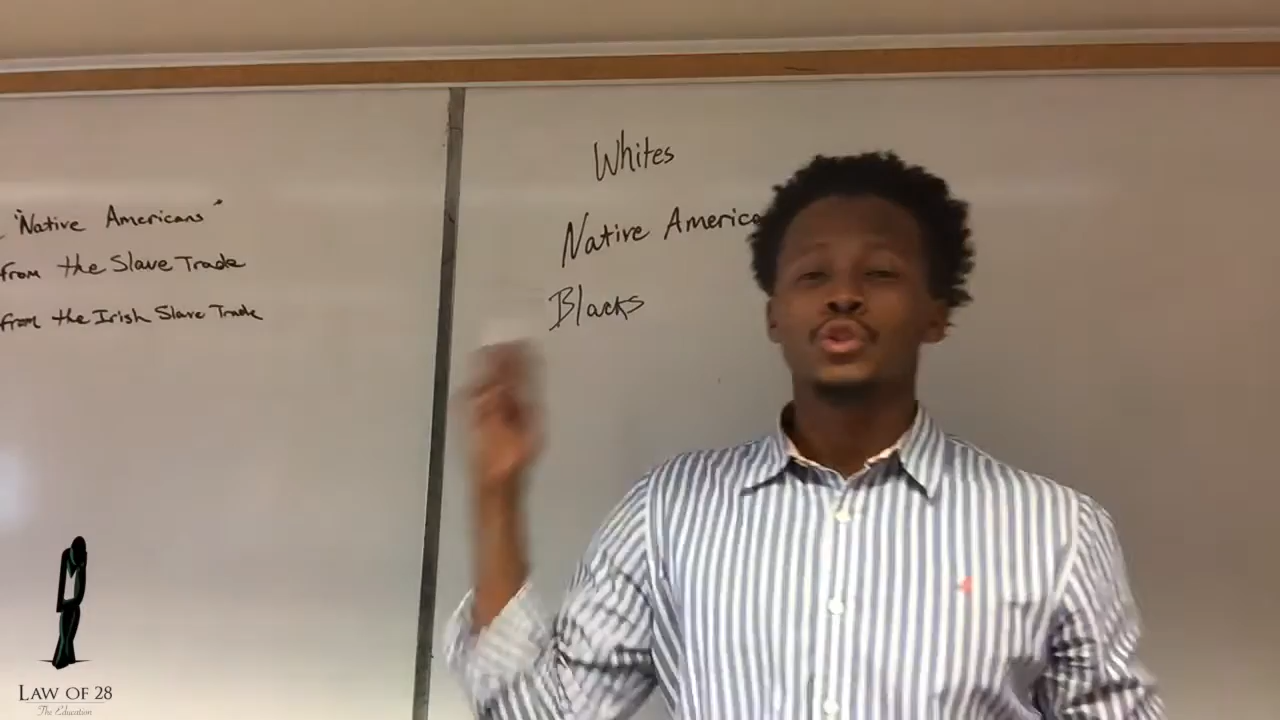 "Native Americans"
from the Slave Trade
from the Irish Slave Trade
Whites
Native America
Blacks
LAW OF 28
The Education